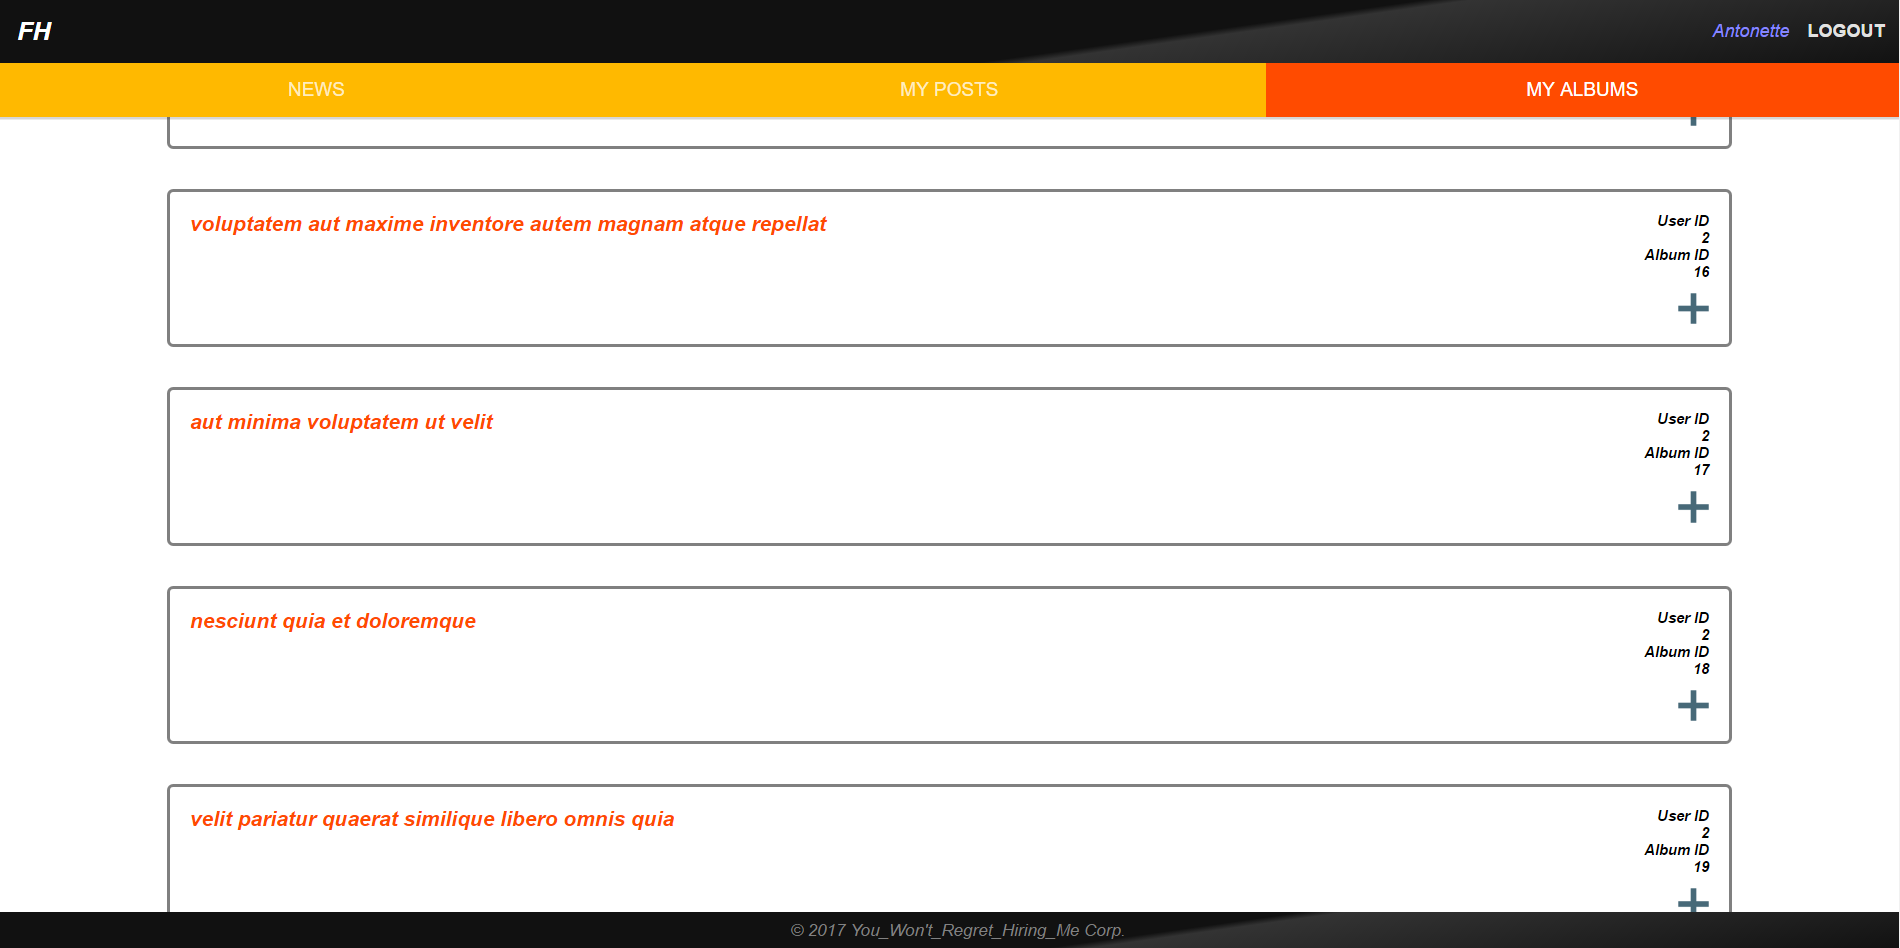 FH
Antonette LOGOUT
NEWS MY POSTS MY ALBUMS
voluptatem aut maxime inventore autem magnam atque repellat
User ID
2
Album ID
16
aut minima voluptatem ut velit
User ID
2
Album ID
17
nesciunt quia et doloremque
User ID
2
Album ID
18
velit pariatur quaerat similique libero omnis quia
User ID
2
Album ID
19
© 2017 You_Won't_Regret_Hiring_Me Corp.